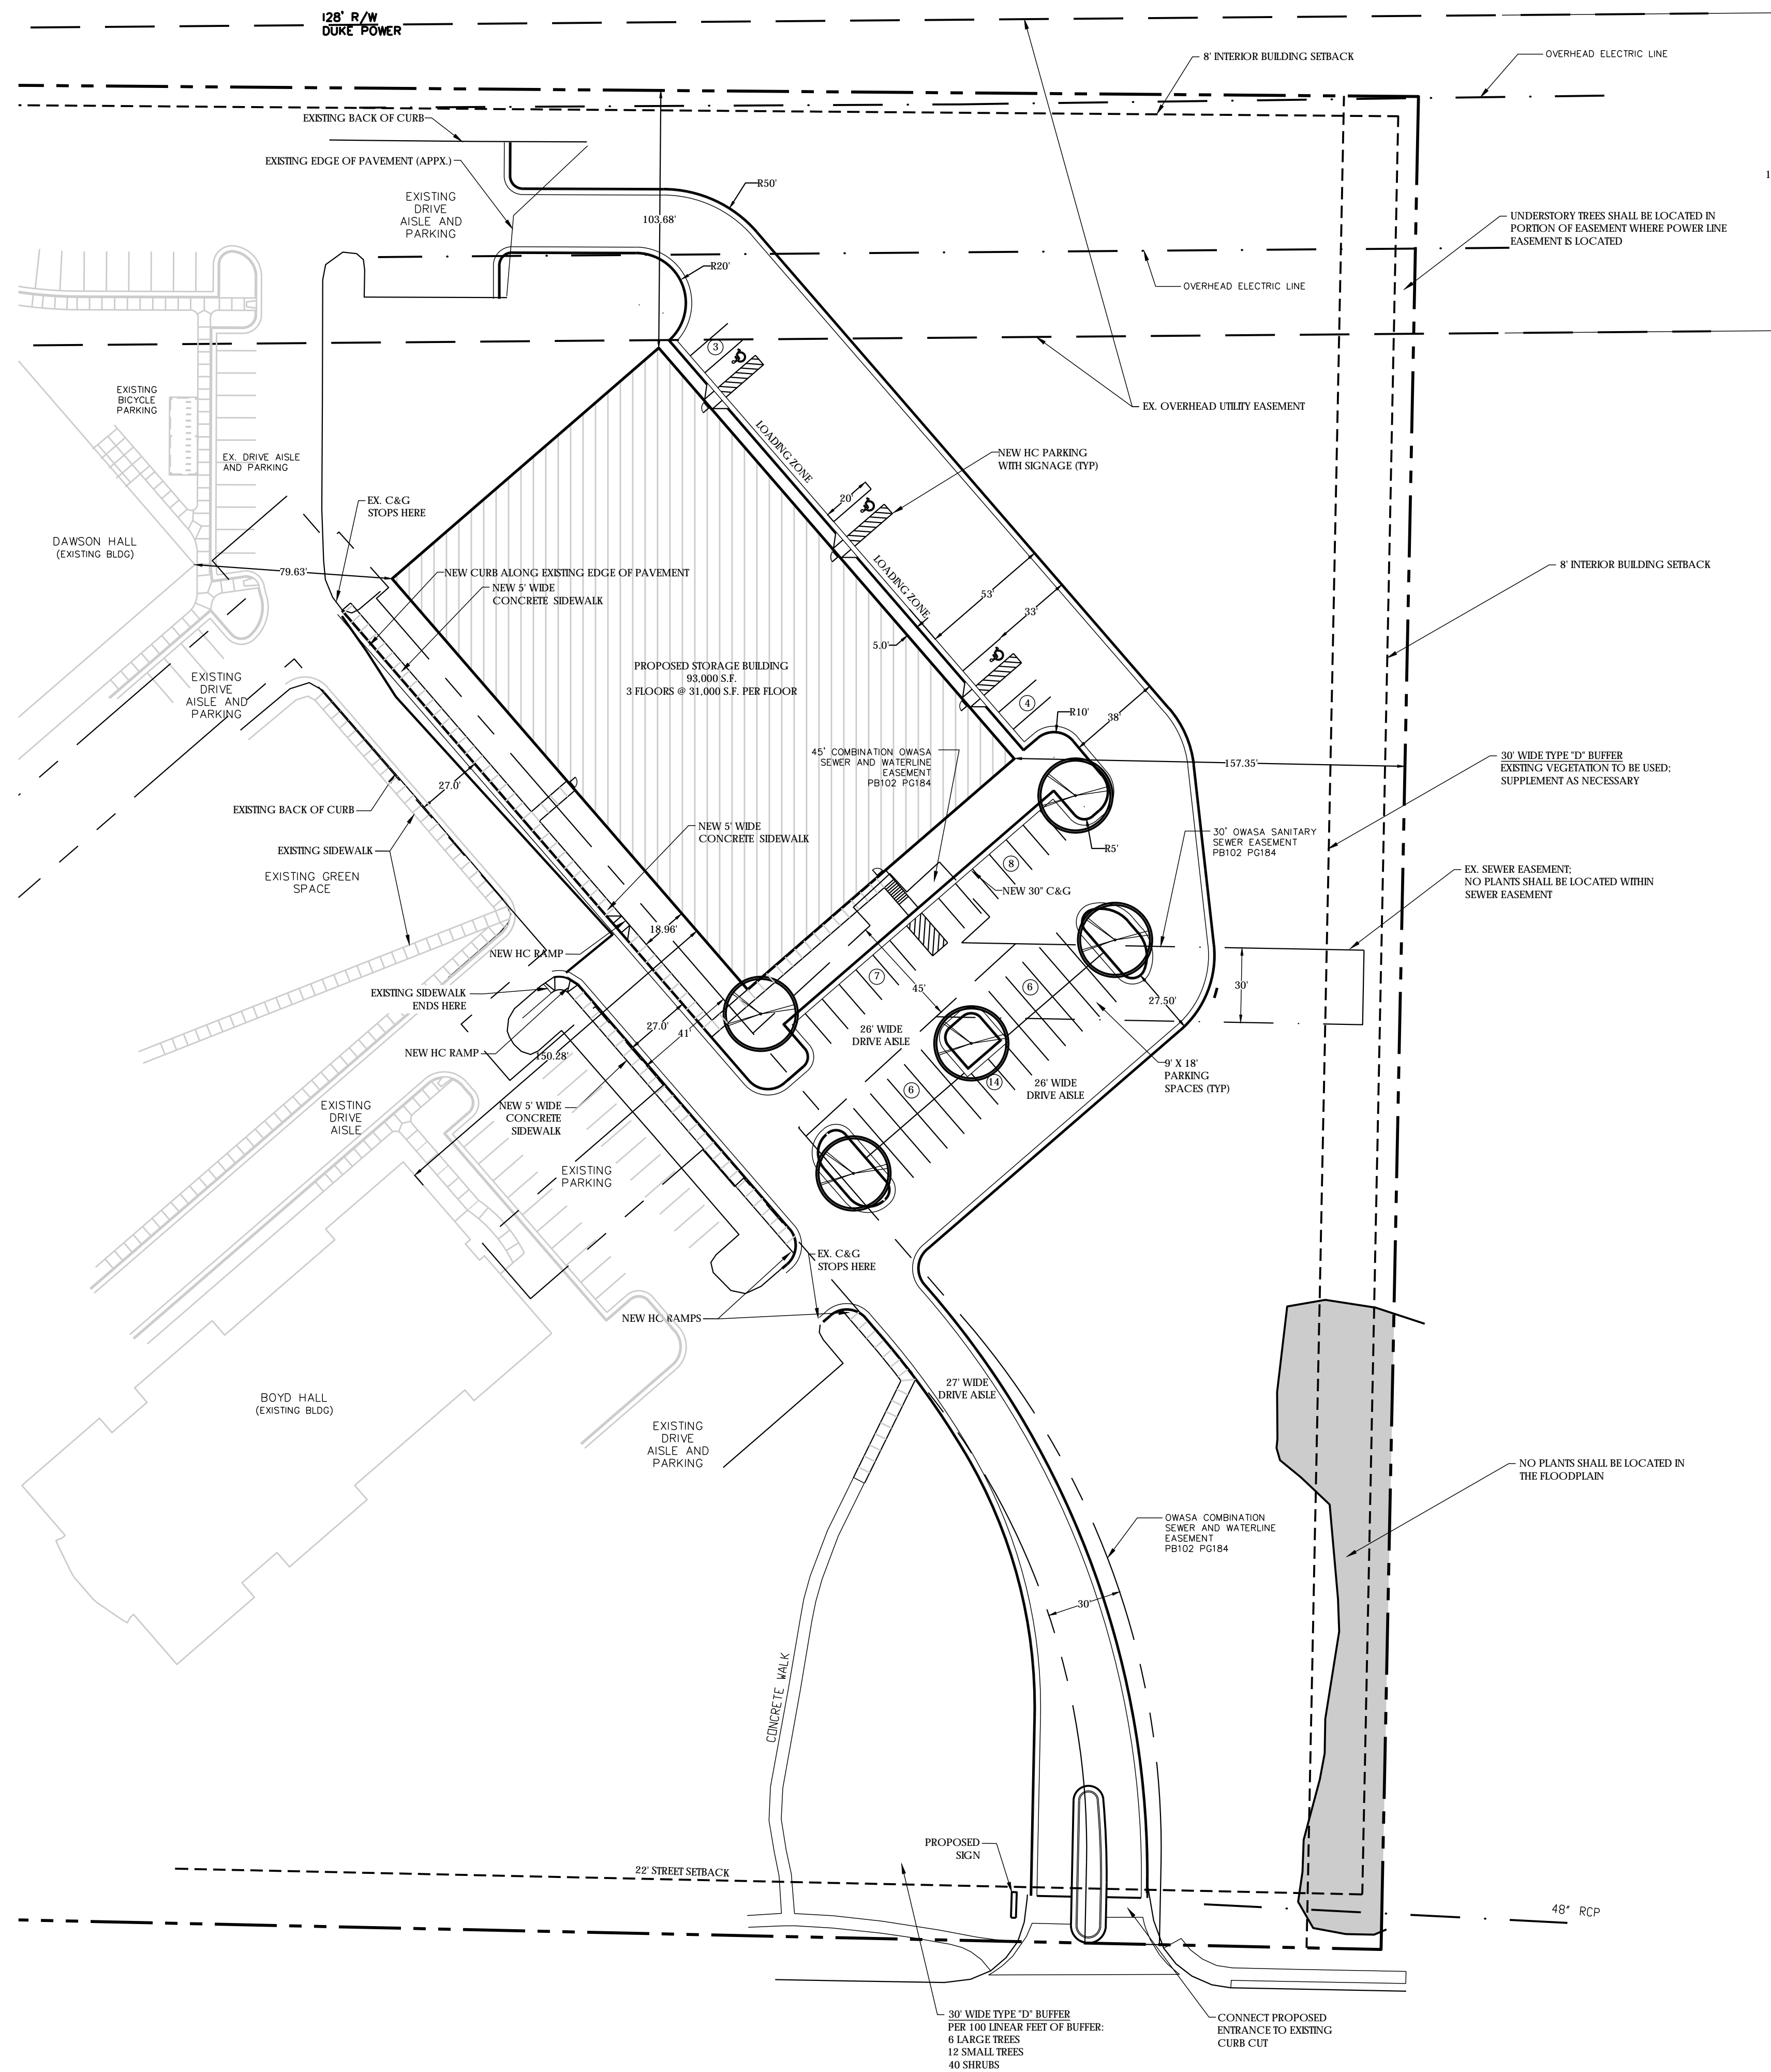 128' R/W
DUKE POWER
8' INTERIOR BUILDING SETBACK
OVERHEAD ELECTRIC LINE
EXISTING BACK OF CURB
EXISTING EDGE OF PAVEMENT (APPX.)
EXISTING
DRIVE
AISLE AND
PARKING
R50'
103.68'
1
UNDERSTORY TREES SHALL BE LOCATED IN
PORTION OF EASEMENT WHERE POWER LINE
EASEMENT IS LOCATED
R20'
OVERHEAD ELECTRIC LINE
3
EXISTING
BICYCLE
PARKING
EX. OVERHEAD UTILITY EASEMENT
LOADING ZONE
EX. DRIVE AISLE
AND PARKING
NEW HC PARKING
WITH SIGNAGE (TYP)
20'
EX. C&G
STOPS HERE
DAWSON HALL
(EXISTING BLDG)
79.63'
NEW CURB ALONG EXISTING EDGE OF PAVEMENT
NEW 5' WIDE
CONCRETE SIDEWALK
LOADING ZONE
53'
33'
8' INTERIOR BUILDING SETBACK
5.0'
PROPOSED STORAGE BUILDING
93,000 S.F.
3 FLOORS @ 31,000 S.F. PER FLOOR
EXISTING
DRIVE
AISLE AND
PARKING
4
R10'
38'
45' COMBINATION OWASA
SEWER AND WATERLINE
EASEMENT
PB102 PG184
157.35'
30' WIDE TYPE "D" BUFFER
EXISTING VEGETATION TO BE USED;
SUPPLEMENT AS NECESSARY
27.0'
EXISTING BACK OF CURB
NEW 5' WIDE
CONCRETE SIDEWALK
30' OWASA SANITARY
SEWER EASEMENT
PB102 PG184
R5'
EXISTING SIDEWALK
8
EXISTING GREEN
SPACE
NEW 30" C&G
EX. SEWER EASEMENT;
NO PLANTS SHALL BE LOCATED WITHIN
SEWER EASEMENT
18.96'
NEW HC RAMP
7
45'
6
30'
EXISTING SIDEWALK
ENDS HERE
27.50'
27.0'
41'
26' WIDE
DRIVE AISLE
NEW HC RAMP
150.28'
9' X 18'
PARKING
SPACES (TYP)
6
14
26' WIDE
DRIVE AISLE
EXISTING
DRIVE
AISLE
NEW 5' WIDE
CONCRETE
SIDEWALK
EXISTING
PARKING
EX. C&G
STOPS HERE
NEW HC RAMPS
BOYD HALL
(EXISTING BLDG)
27' WIDE
DRIVE AISLE
EXISTING
DRIVE
AISLE AND
PARKING
NO PLANTS SHALL BE LOCATED IN
THE FLOODPLAIN
OWASA COMBINATION
SEWER AND WATERLINE
EASEMENT
PB102 PG184
30'
CONCRETE WALK
PROPOSED
SIGN
22' STREET SETBACK
48" RCP
30' WIDE TYPE "D" BUFFER
PER 100 LINEAR FEET OF BUFFER:
6 LARGE TREES
12 SMALL TREES
40 SHRUBS
CONNECT PROPOSED
ENTRANCE TO EXISTING
CURB CUT